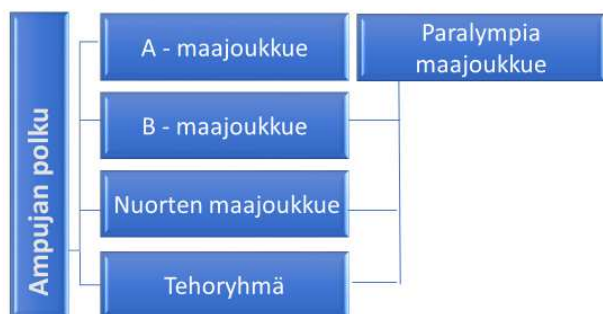 Ampujan polku
A - maajoukkue
Paralympia
maajoukkue
B - maajoukkue
Nuorten maajoukkue
Tehoryhmä